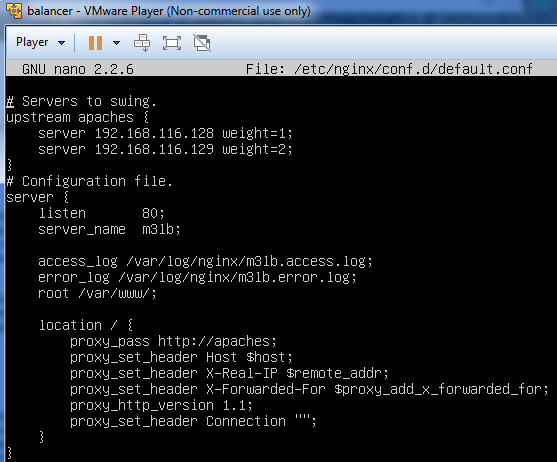 balancer - VMware Player (Non-commercial use only)
Player
GNU nano 2.2.6 File: /etc/nginx/conf.d/default.conf
# Servers to swing.
upstream apaches {
    server 192.168.116.128 weight=1;
    server 192.168.116.129 weight=2;
}
# Configuration file.
server {
    listen       80;
    server_name  m3lb;
    access_log /var/log/nginx/m3lb.access.log;
    error_log /var/log/nginx/m3lb.error.log;
    root /var/www/;
    location / {
        proxy_pass http://apaches;
        proxy_set_header Host $host;
        proxy_set_header X-Real-IP $remote_addr;
        proxy_set_header X-Forwarded-For $proxy_add_x_forwarded_for;
        proxy_http_version 1.1;
        proxy_set_header Connection "";
    }
}